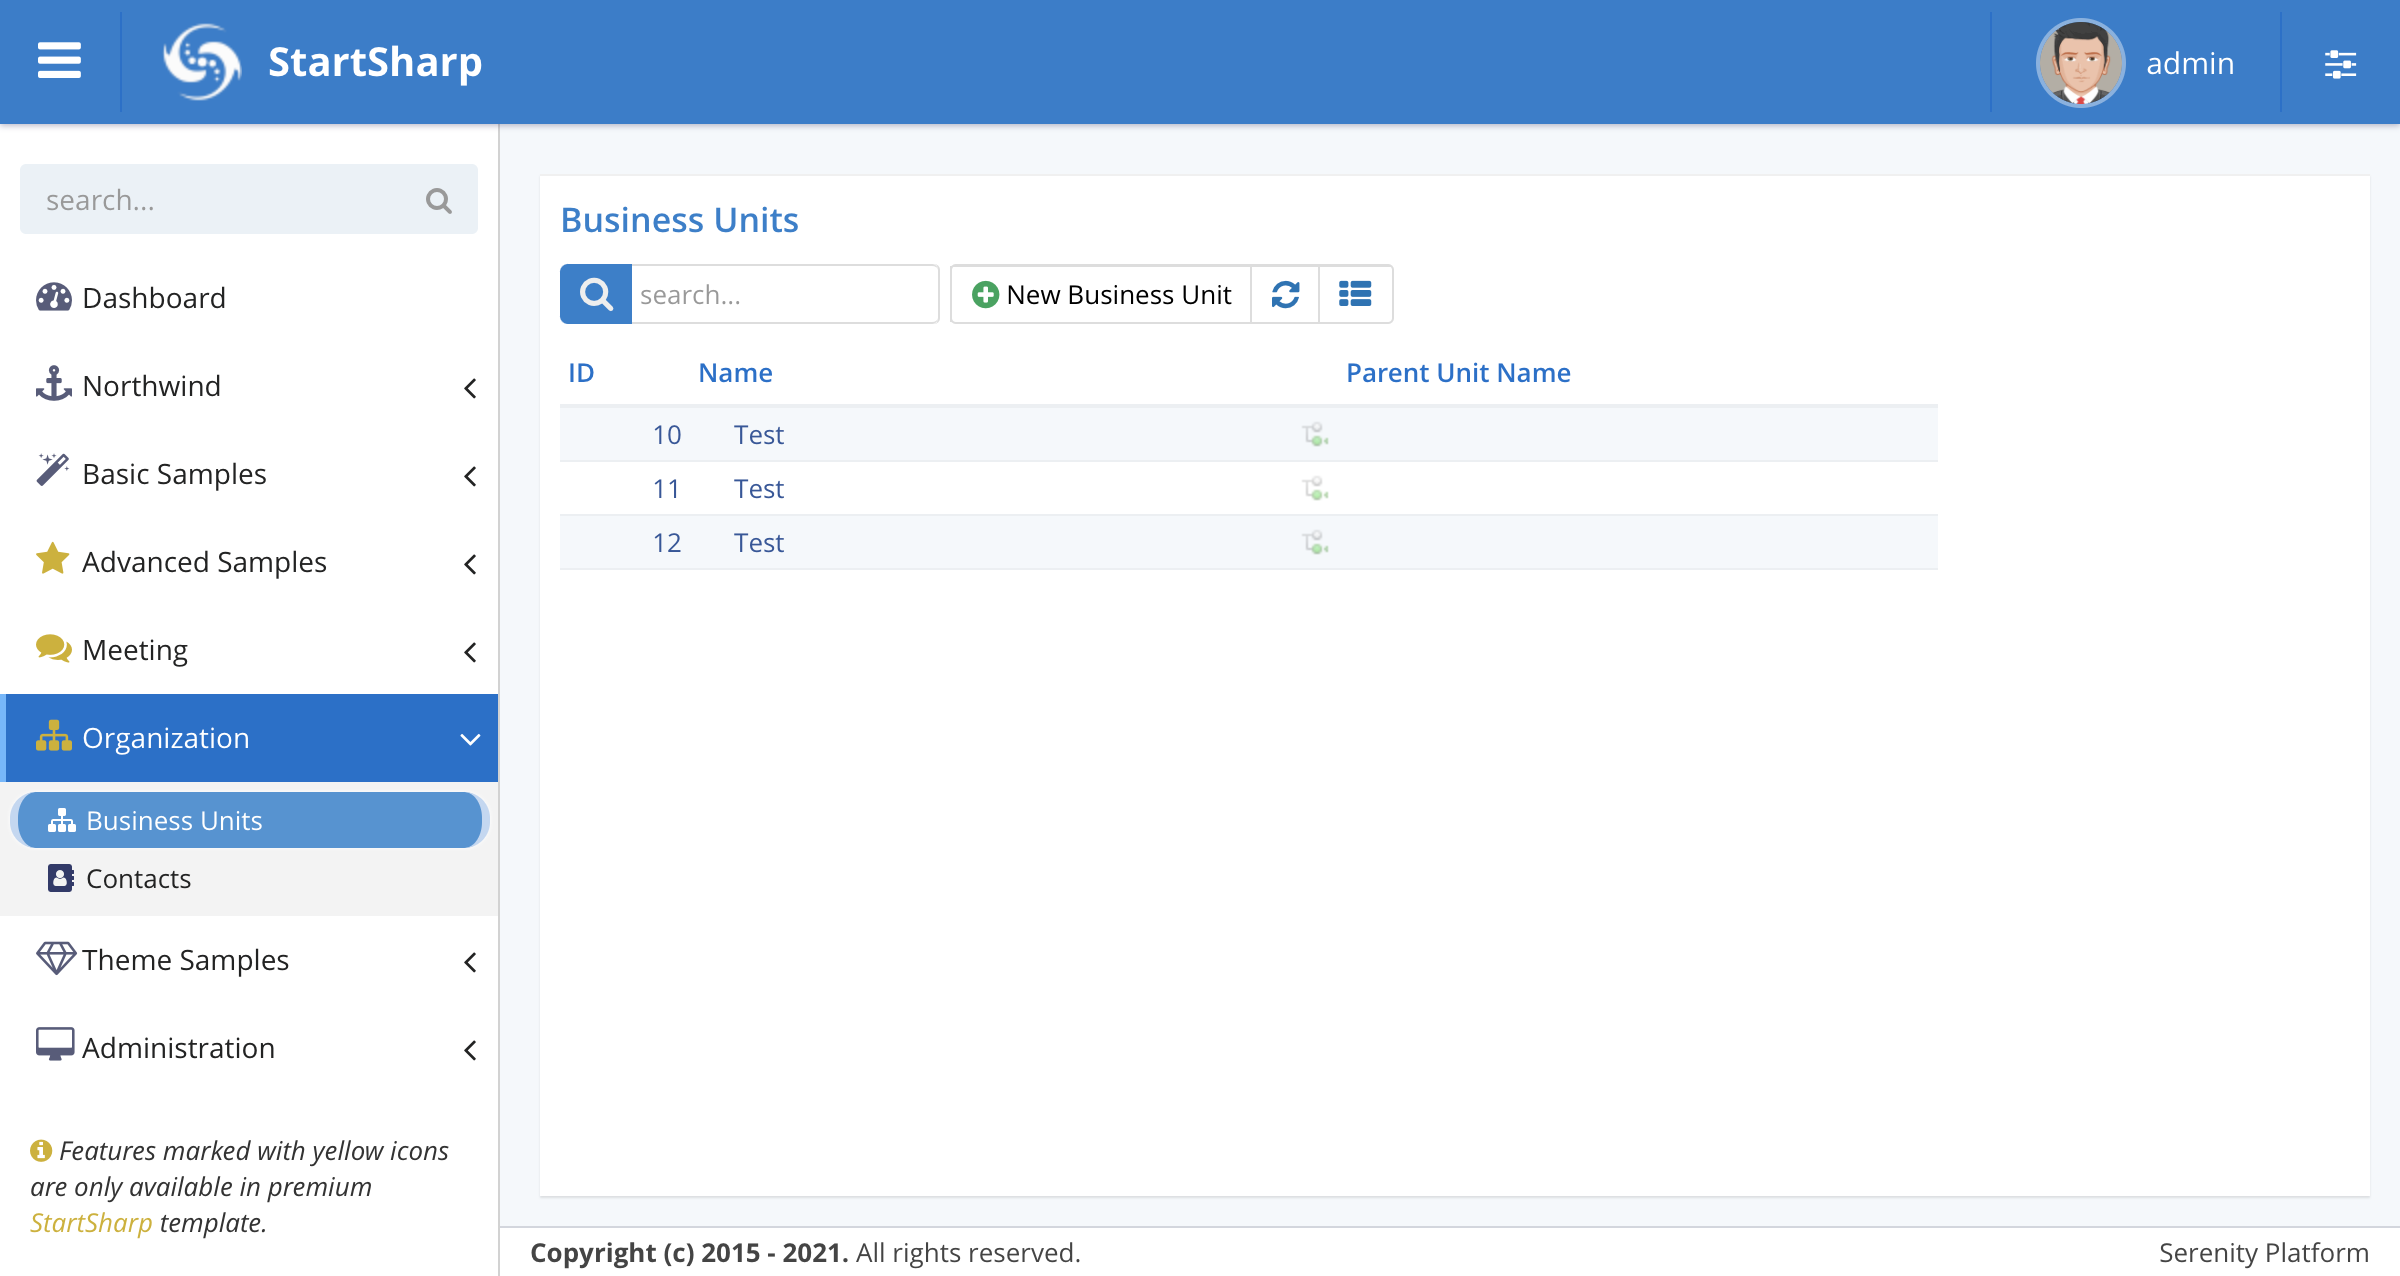 StartSharp
admin
search...
Dashboard
Northwind
Basic Samples
Advanced Samples
Meeting
Organization
Business Units
Contacts
Theme Samples
Administration
Features marked with yellow icons
are only available in premium
StartSharp template.
Business Units
search...
New Business Unit
ID Name Parent Unit Name
10 Test
11 Test
12 Test
Copyright (c) 2015 - 2021. All rights reserved.
Serenity Platform